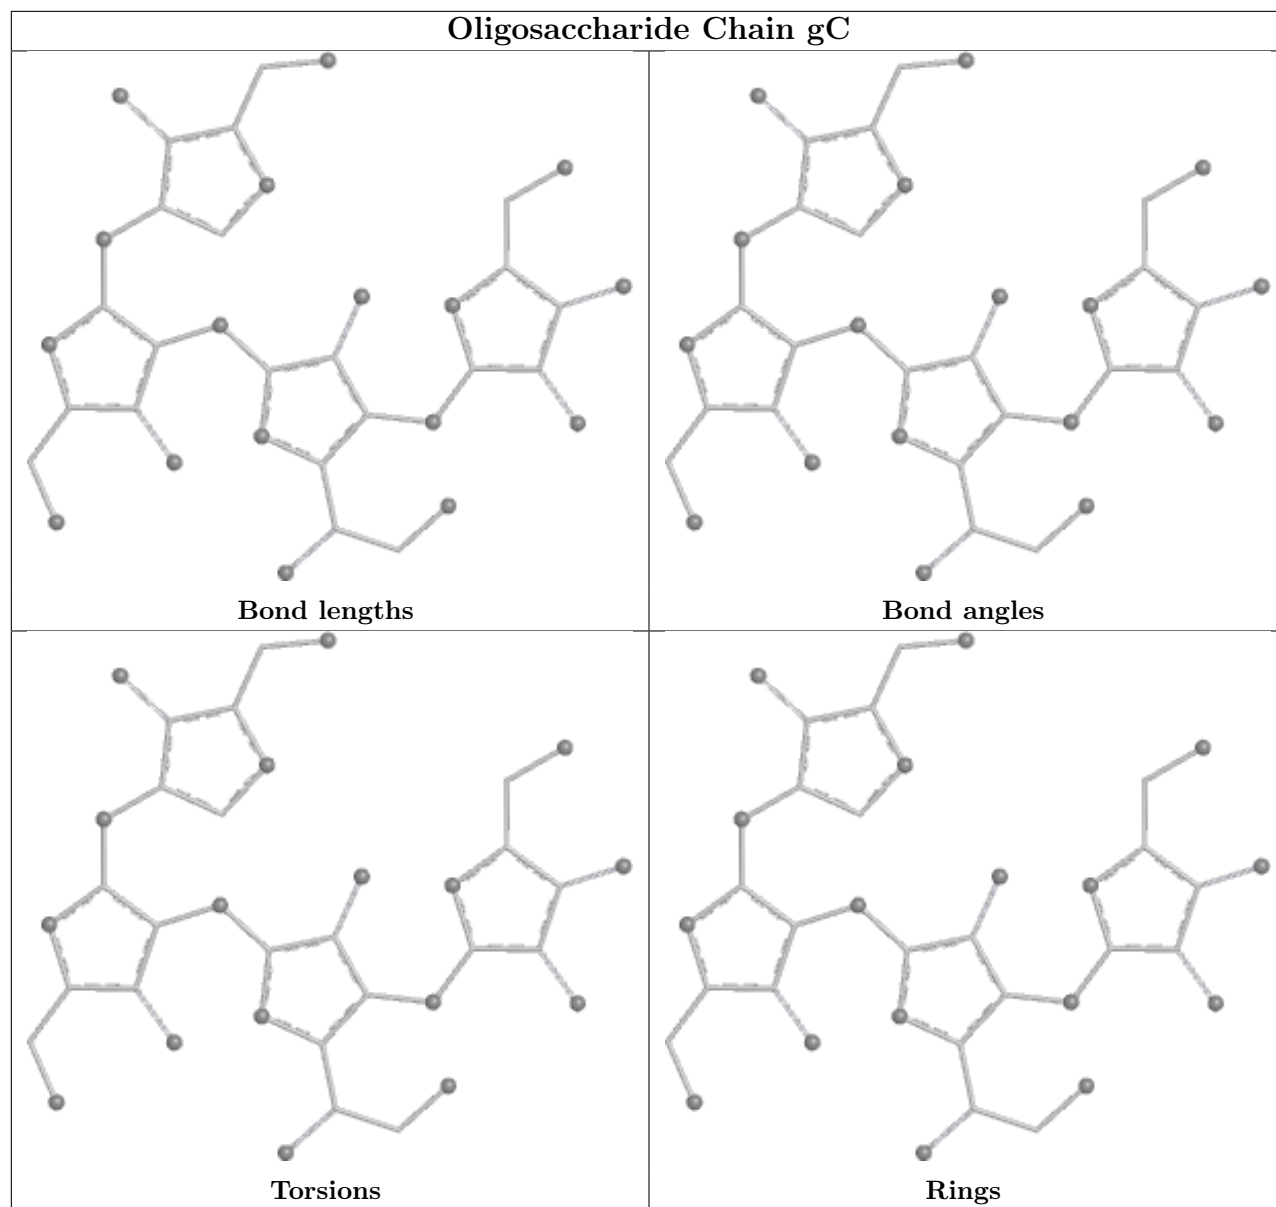 Oligosaccharide Chain gC
Bond lengths
Bond angles
Torsions
Rings